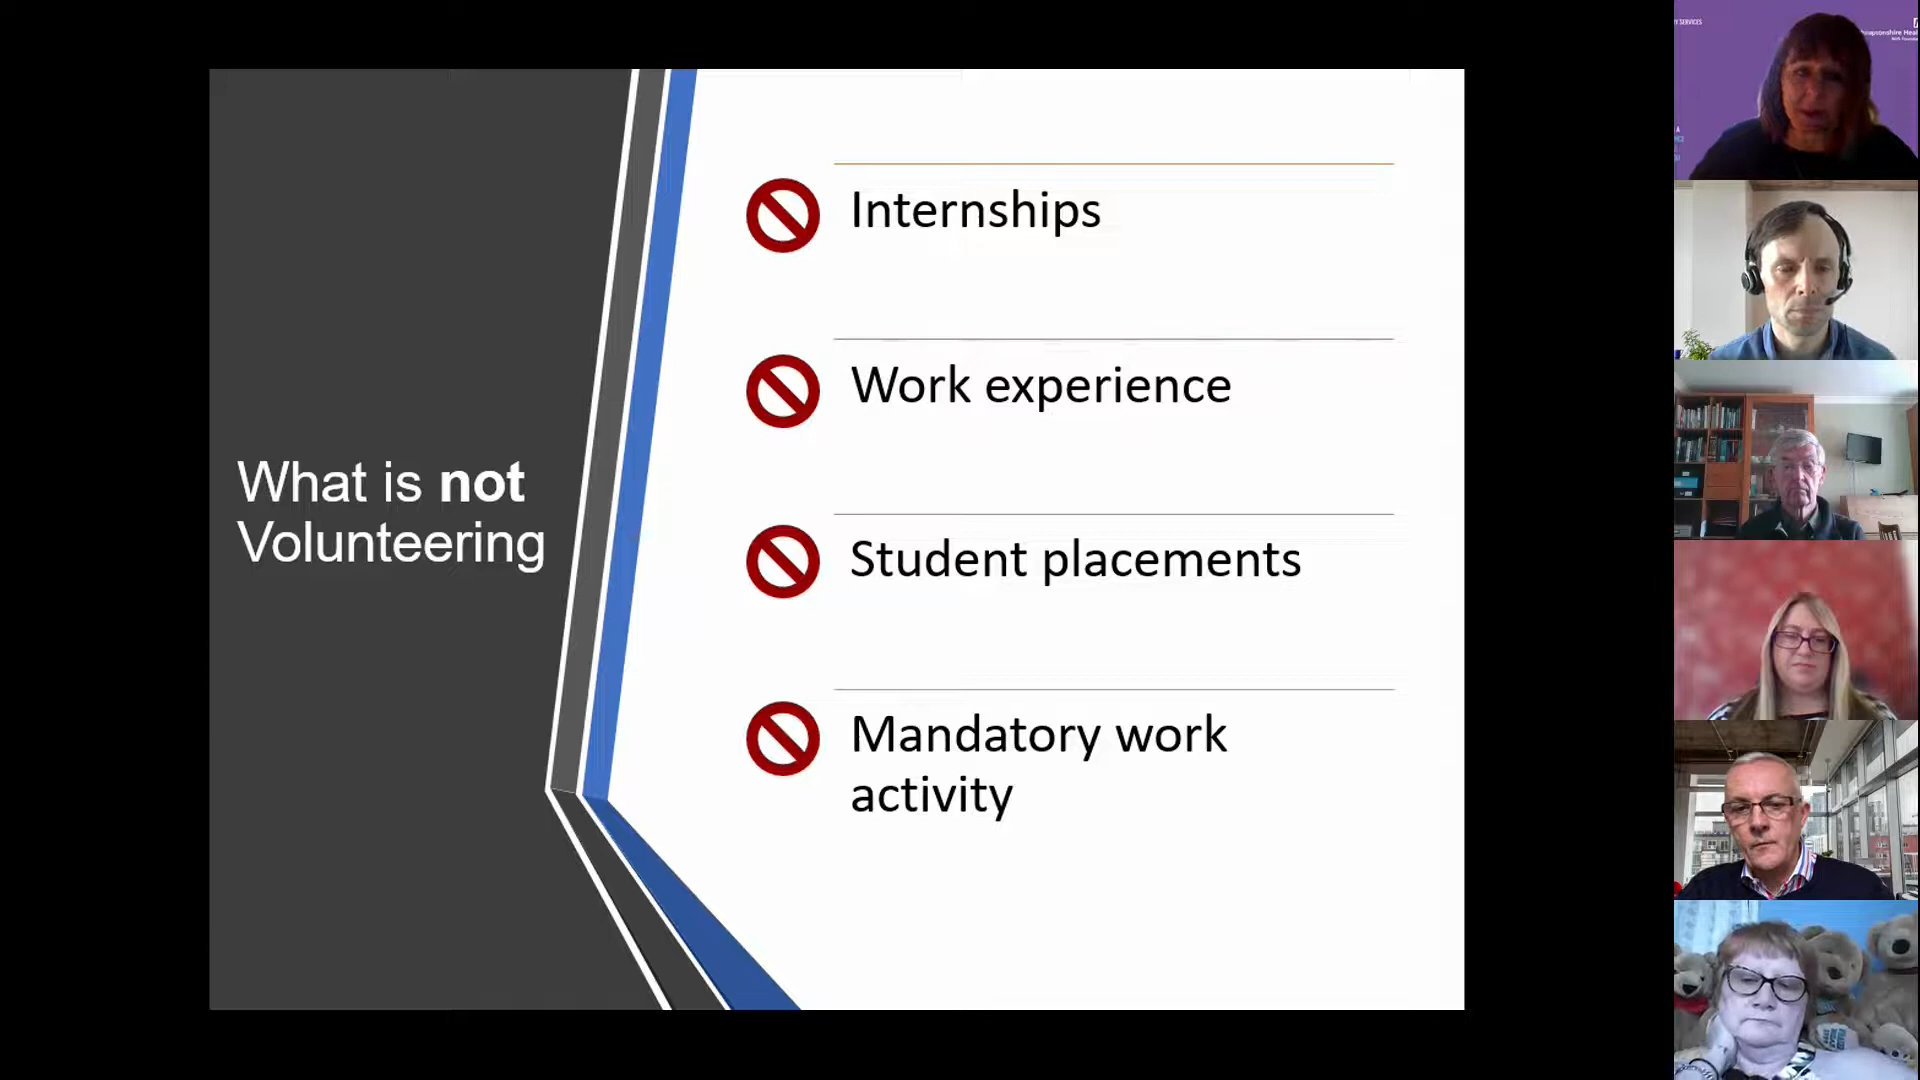 What is not
Volunteering
Internships
Work experience
Student placements
Mandatory work
activity